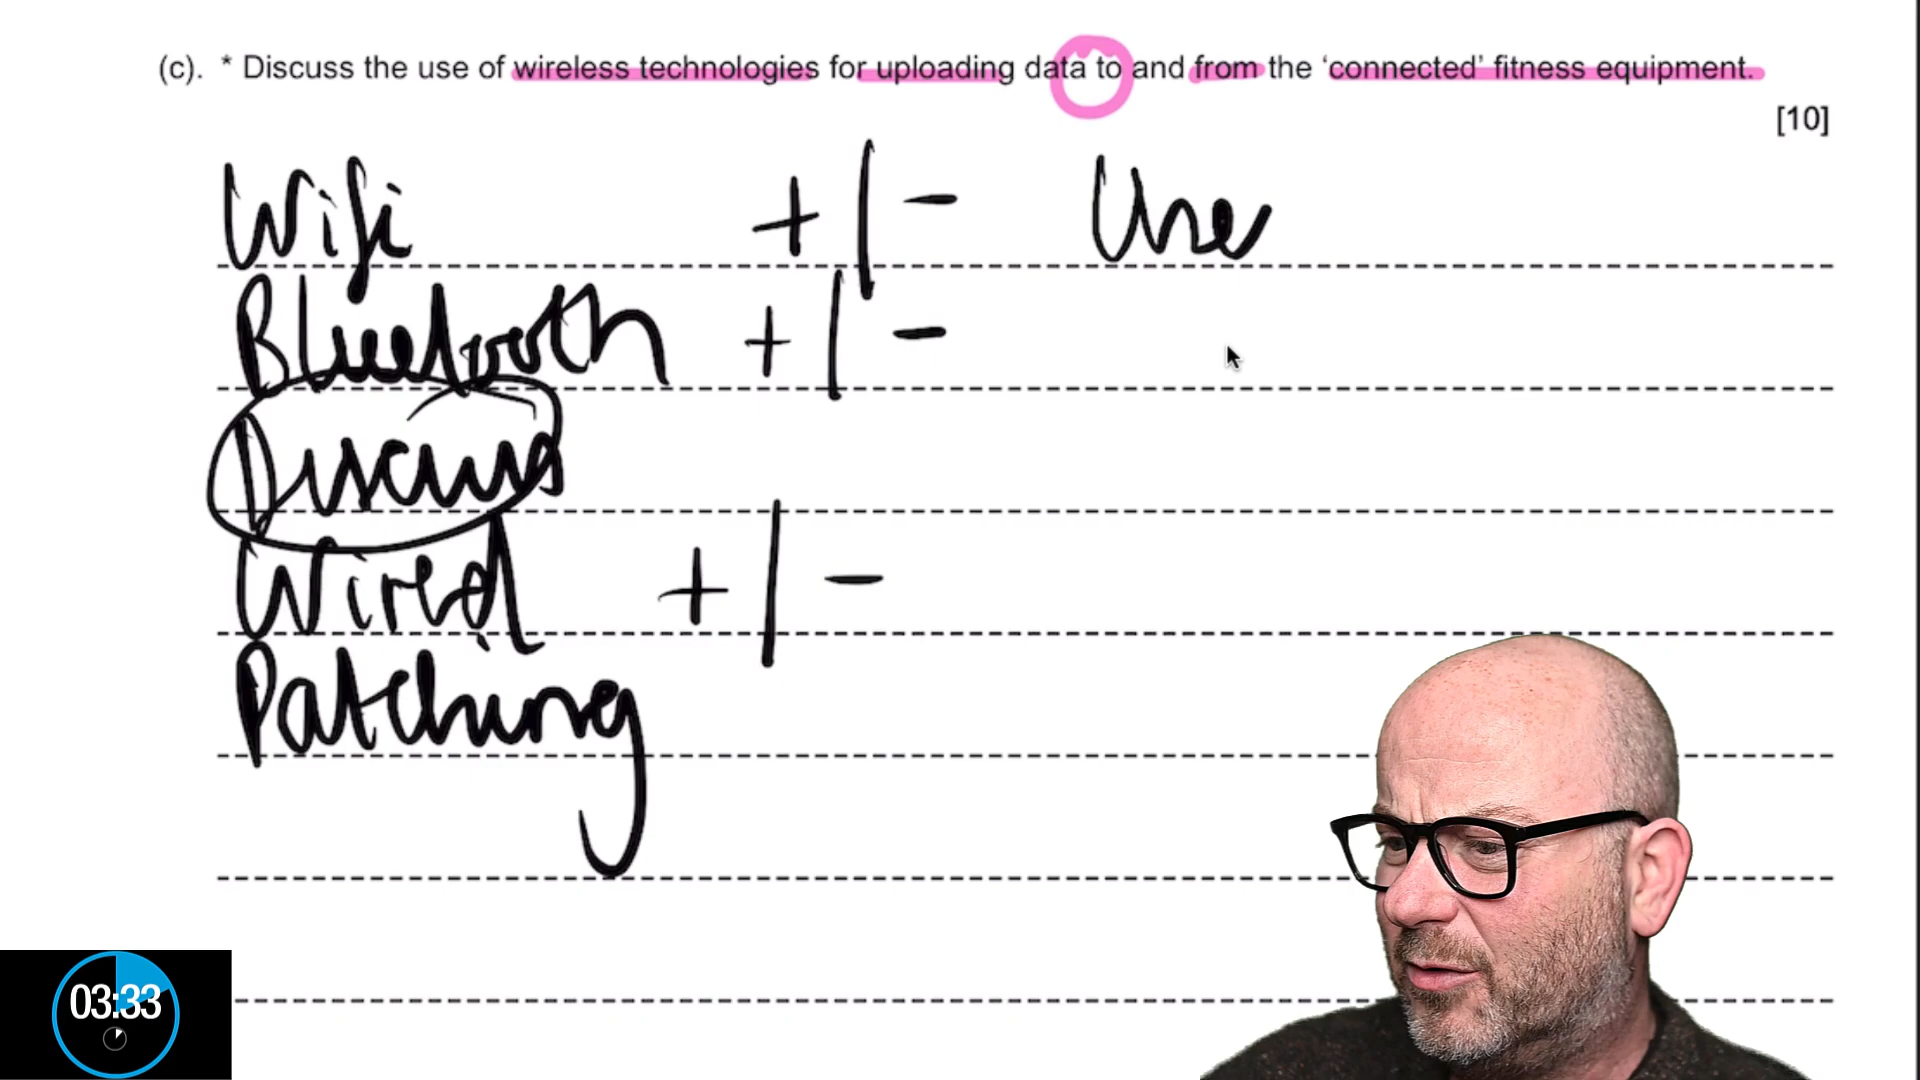 (c). * Discuss the use of wireless technologies for uploading data to and from the ‘connected’ fitness equipment.
[10]
Wifi + | - Use
Bluetooth + | -
Discuss
Wired + | -
Patching
03:33